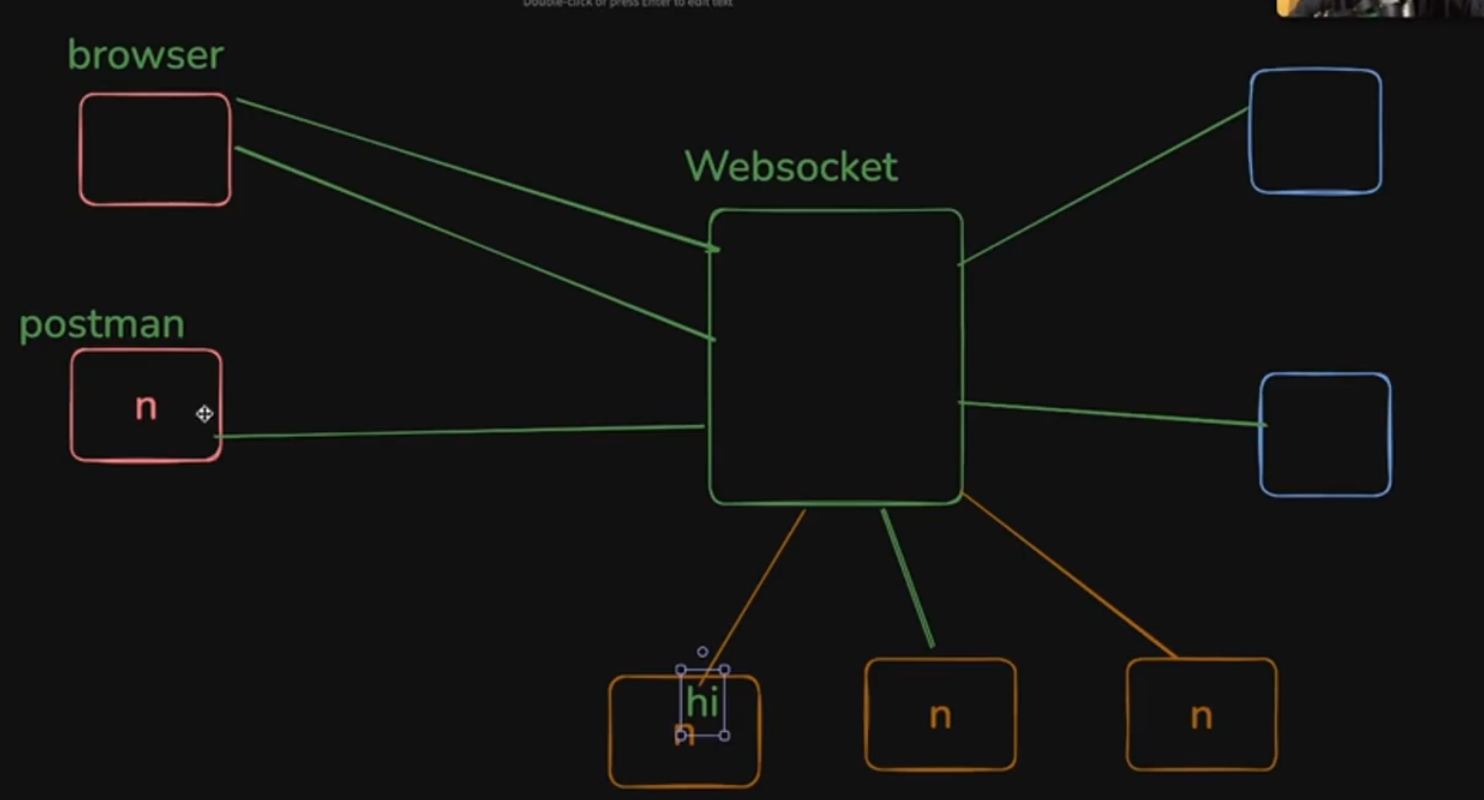 Double-click or press Enter to edit text
browser
Websocket
postman
n
hi
n
n
n